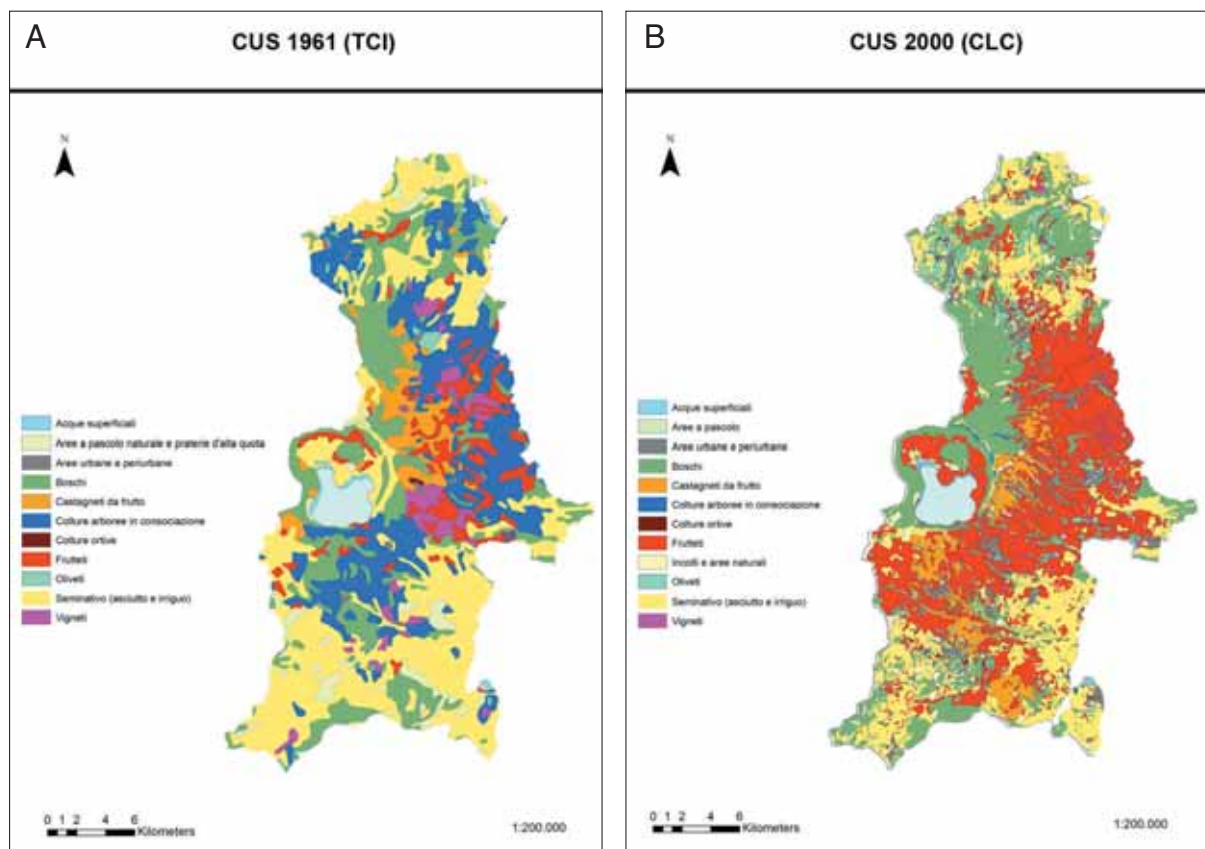 A
CUS 1961 (TCI)
N
Acque superficiali
Aree a pascolo naturale e praterie d'alta quota
Aree urbane e periurbane
Boschi
Castagneti da frutto
Colture arboree in consociazione
Colture ortive
Frutteti
Oliveti
Seminativo (asciutto e irriguo)
Vigneti
0 1 2 4 6
Kilometers
1:200.000
B
CUS 2000 (CLC)
N
Acque superficiali
Aree a pascolo
Aree urbane e periurbane
Boschi
Castagneti da frutto
Colture arboree in consociazione
Colture ortive
Frutteti
Incolti e aree naturali
Oliveti
Seminativo (asciutto e irriguo)
Vigneti
0 1 2 4 6
Kilometers
1:200.000